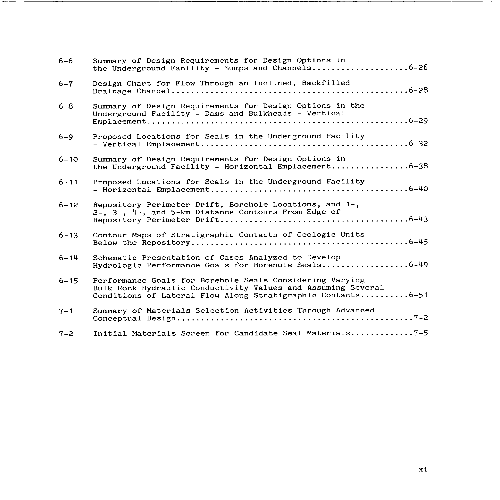 6-6 Summary of Design Requirements for Design Options in
the Underground Facility - Sumps and Channels....................6-26
6-7 Design Chart for Flow Through an Inclined, Backfilled
Drainage Channel..................................................6-28
6-8 Summary of Design Requirements for Design Options in the
Underground Facility - Dams and Bulkheads - Vertical
Emplacement.......................................................6-29
6-9 Proposed Locations for Seals in the Underground Facility
- Vertical Emplacement............................................6-32
6-10 Summary of Design Requirements for Design Options in
the Underground Facility - Horizontal Emplacement................6-38
6-11 Proposed Locations for Seals in the Underground Facility
- Horizontal Emplacement..........................................6-40
6-12 Repository Perimeter Drift, Borehole Locations, and 1-,
2-, 3-, 4-, and 5-km Distance Contours From Edge of
Repository Perimeter Drift........................................6-43
6-13 Contour Maps of Stratigraphic Contacts of Geologic Units
Below the Repository..............................................6-45
6-14 Schematic Presentation of Cases Analyzed to Develop
Hydrologic Performance Goals for Borehole Seals..................6-49
6-15 Performance Goals for Borehole Seals Considering Varying
Bulk Rock Hydraulic Conductivity Values and Assuming Several
Conditions of Lateral Flow Along Stratigraphic Contacts..........6-51
7-1 Summary of Materials Selection Activities Through Advanced
Conceptual Design.................................................7-2
7-2 Initial Materials Screen for Candidate Seal Materials.............7-5
xi